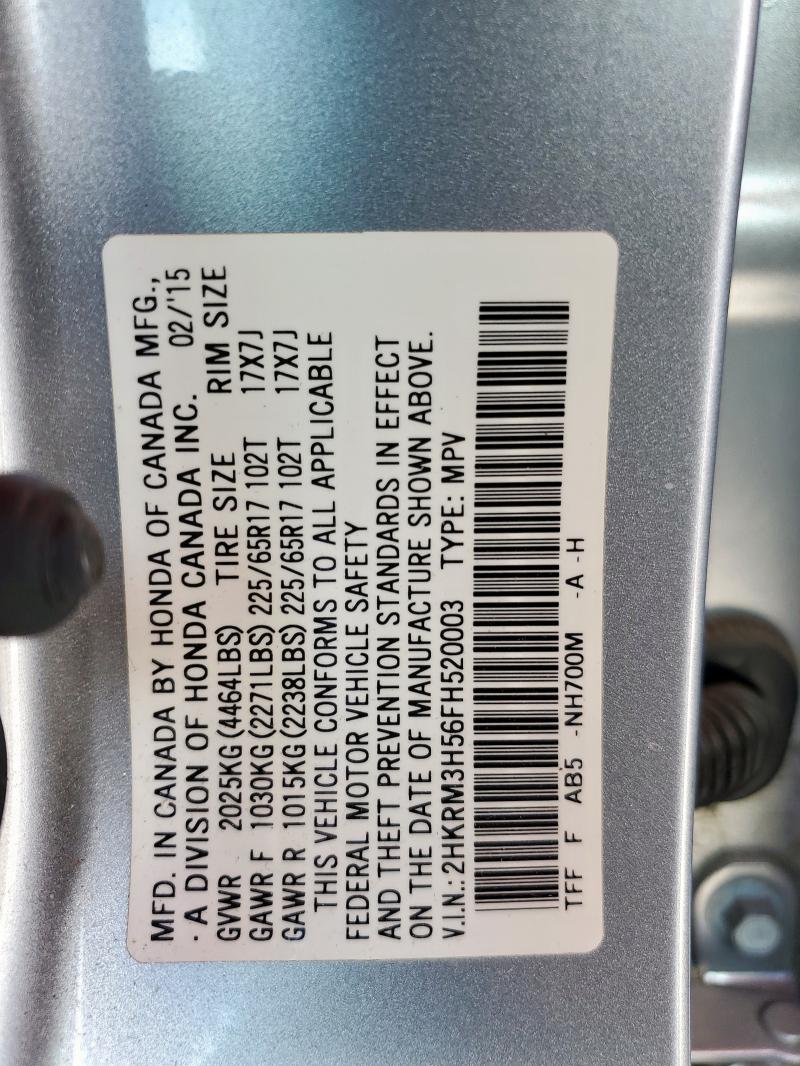 MFD. IN CANADA BY HONDA OF CANADA MFG.,
· A DIVISION OF HONDA CANADA INC. 02/'15
GVWR 2025KG(4464LBS) TIRE SIZE RIM SIZE
GAWR F 1030KG(2271LBS) 225/65R17 102T 17X7J
GAWR R 1015KG(2238LBS) 225/65R17 102T 17X7J
THIS VEHICLE CONFORMS TO ALL APPLICABLE
FEDERAL MOTOR VEHICLE SAFETY
AND THEFT PREVENTION STANDARDS IN EFFECT
ON THE DATE OF MANUFACTURE SHOWN ABOVE.
V.I.N.: 2HKRM3H56FH520003 TYPE: MPV
TFF F AB5 -NH700M -A -H